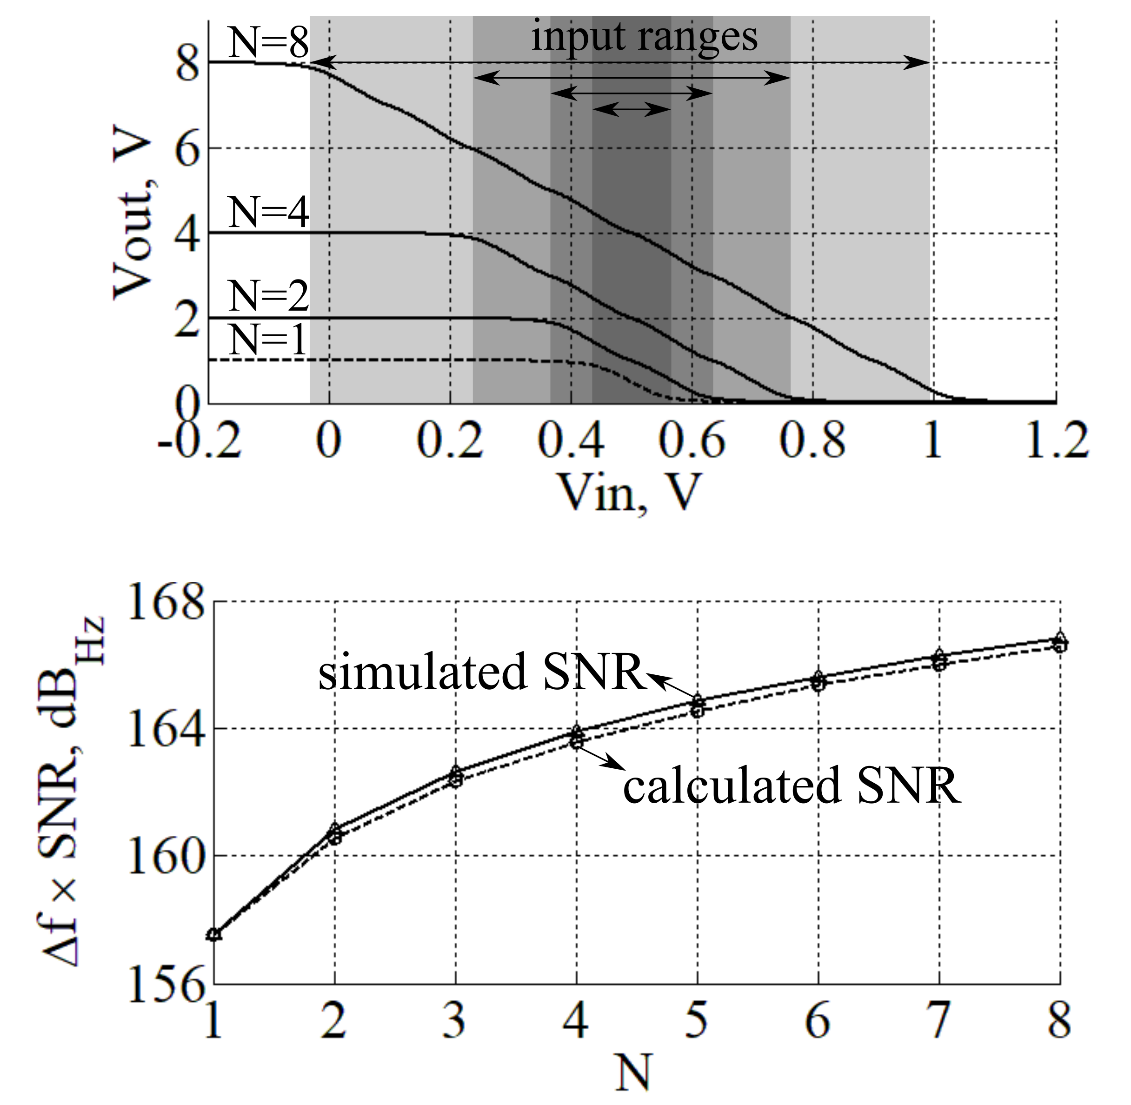 N=8
input ranges
8
6
N=4
4
N=2
2
N=1
0
-0.2 0 0.2 0.4 0.6 0.8 1 1.2
Vin, V
Vout, V
168
simulated SNR
164
calculated SNR
160
156
1 2 3 4 5 6 7 8
N
Δf × SNR, dBHz